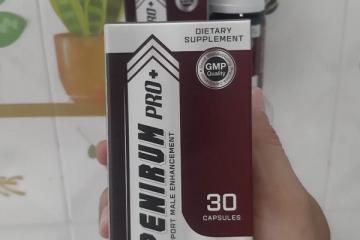 DIETARY
SUPPLEMENT
GMP
Quality
PENIRUM PRO+
PORT MALE ENHANCEMENT
30
CAPSULES